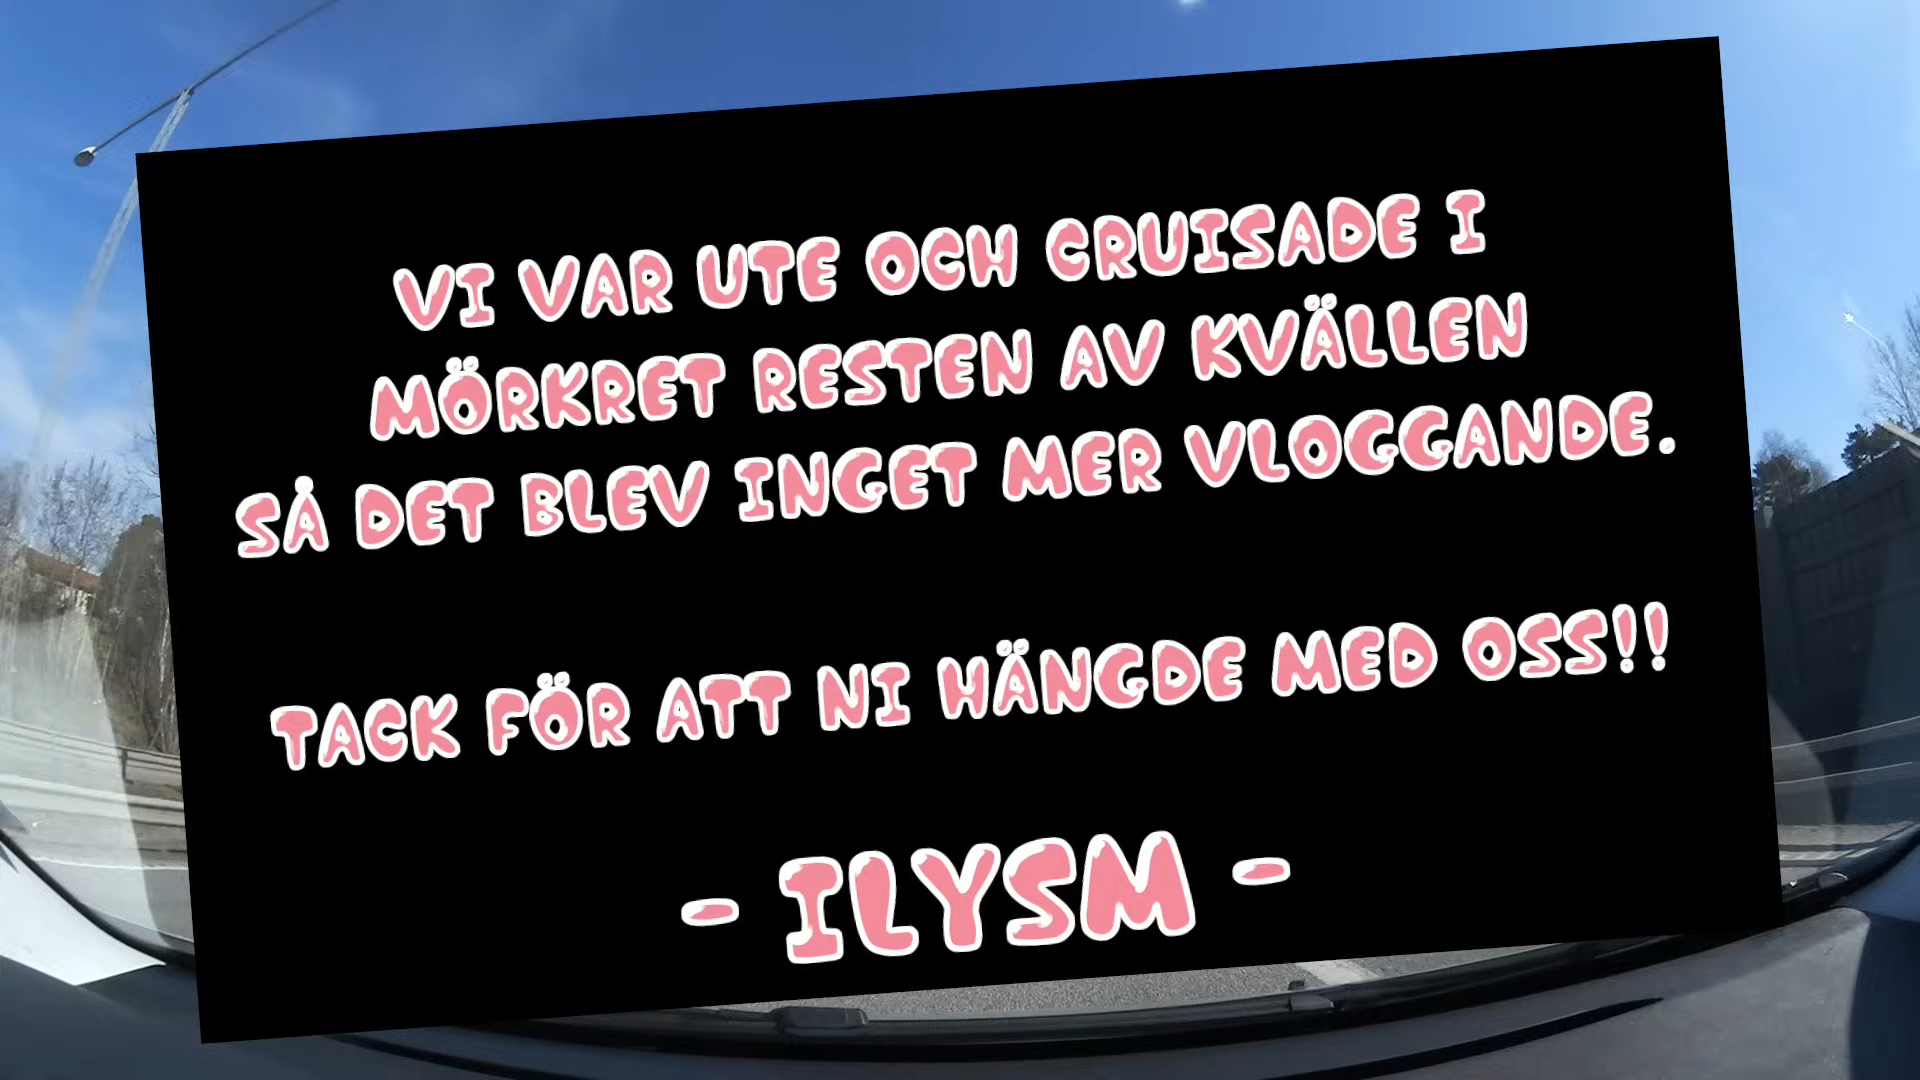 VI VAR UTE OCH CRUISADE I
MÖRKRET RESTEN AV KVÄLLEN
SÅ DET BLEV INGET MER VLOGGANDE.
TACK FÖR ATT NI HÄNGDE MED OSS!!
- ILYSM -